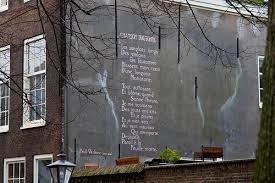 CHANSON D'AUTOMNE
Les sanglots longs
Des violons
De l'automne
Blessent mon coeur
D'une langueur
Monotone.
Tout suffocant
Et blême, quand
Sonne l'heure,
Je me souviens
Des jours anciens
Et je pleure
Et je m'en vais
Au vent mauvais
Qui m'emporte
Deçà, delà,
Pareil à la
Feuille morte.
Paul Verlaine